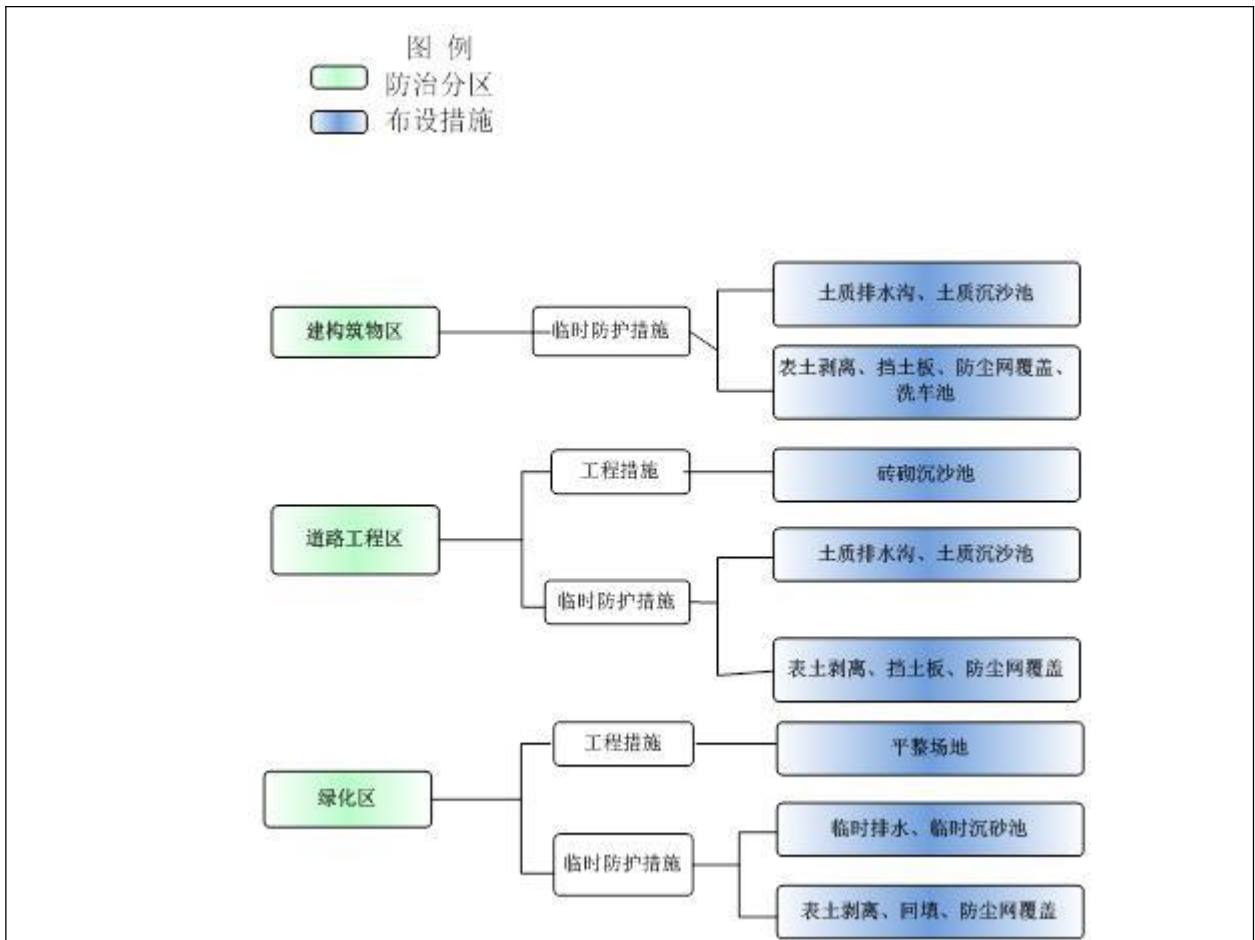 图 例
防治分区
布设措施
建构筑物区
临时防护措施
土质排水沟、土质沉沙池
表土剥离、挡土板、防尘网覆盖、
洗车池
道路工程区
工程措施
砖砌沉沙池
临时防护措施
土质排水沟、土质沉沙池
表土剥离、挡土板、防尘网覆盖
绿化区
工程措施
平整场地
临时防护措施
临时排水、临时沉砂池
表土剥离、回填、防尘网覆盖